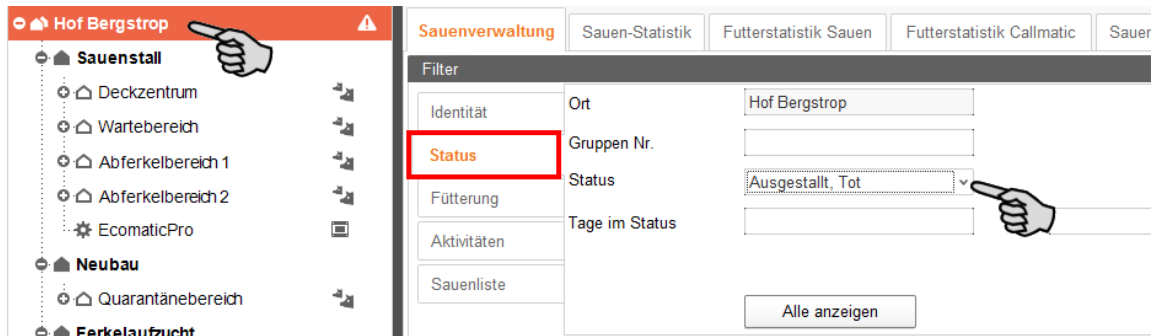 Hof Bergstrop
Sauenstall
Deckzentrum
Wartebereich
Abferkelbereich 1
Abferkelbereich 2
EcomaticPro
Neubau
Quarantänebereich
Ferkelaufzucht
Sauenverwaltung
Sauen-Statistik
Futterstatistik Sauen
Futterstatistik Callmatic
Filter
Identität
Status
Fütterung
Aktivitäten
Sauenliste
Ort
Hof Bergstrop
Gruppen Nr.
Status
Ausgestallt, Tot
Tage im Status
Alle anzeigen